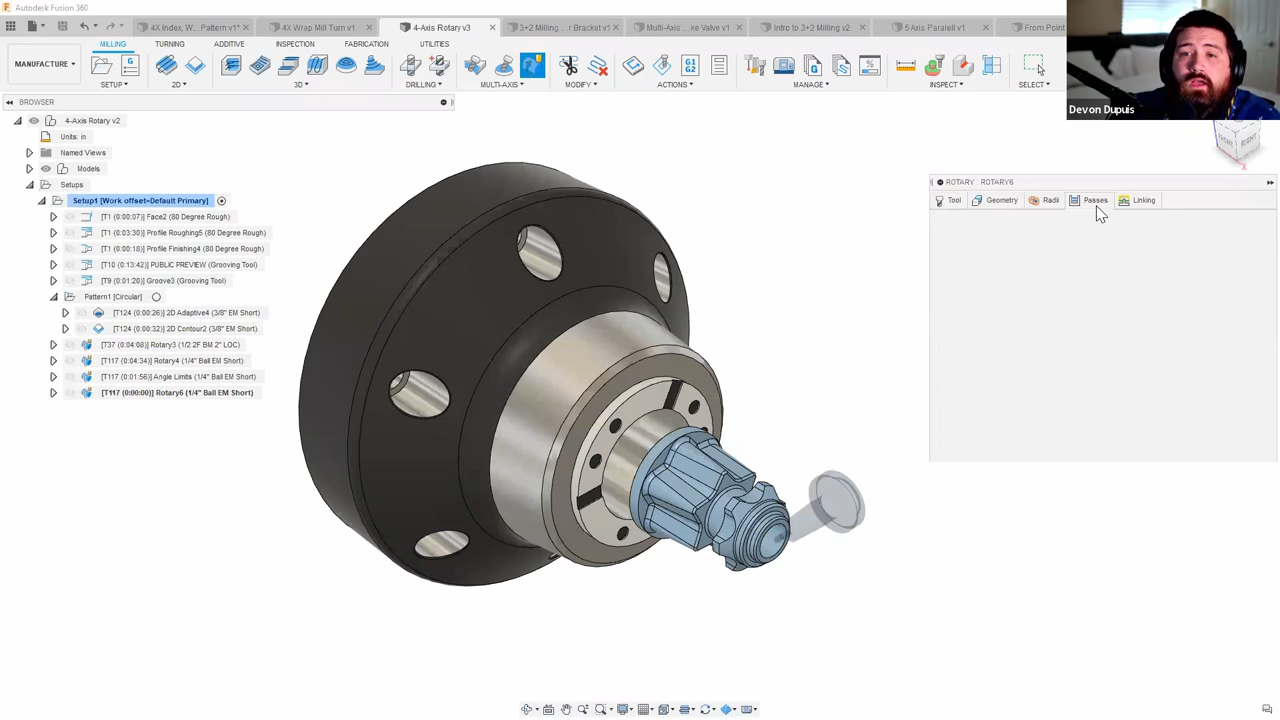 Autodesk Fusion 360
4X Index, W... Pattern v1*
4X Wrap Mill Turn v1
4-Axis Rotary v3
3+2 Milling ... r Bracket v1
Multi-Axis ... ke Valve v1
Intro to 3+2 Milling v2
5 Axis Paralell v1
From Point
MILLING
TURNING
ADDITIVE
INSPECTION
FABRICATION
UTILITIES
MANUFACTURE
SETUP
2D
3D
DRILLING
MULTI-AXIS
MODIFY
ACTIONS
MANAGE
INSPECT
SELECT
Devon Dupuis
BROWSER
4-Axis Rotary v2
Units: in
Named Views
Models
Setups
Setup1 [Work offset=Default Primary]
[T1 (0:00:07)] Face2 (80 Degree Rough)
[T1 (0:03:30)] Profile Roughing5 (80 Degree Rough)
[T1 (0:00:18)] Profile Finishing4 (80 Degree Rough)
[T10 (0:13:42)] PUBLIC PREVIEW (Grooving Tool)
[T9 (0:01:20)] Groove3 (Grooving Tool)
Pattern1 [Circular]
[T124 (0:00:26)] 2D Adaptive4 (3/8" EM Short)
[T124 (0:00:32)] 2D Contour2 (3/8" EM Short)
[T37 (0:04:08)] Rotary3 (1/2 2F BM 2" LOC)
[T117 (0:04:34)] Rotary4 (1/4" Ball EM Short)
[T117 (0:01:56)] Angle Limits (1/4" Ball EM Short)
[T117 (0:00:00)] Rotary6 (1/4" Ball EM Short)
FRONT
RIGHT
X
ROTARY : ROTARY6
Tool
Geometry
Radii
Passes
Linking